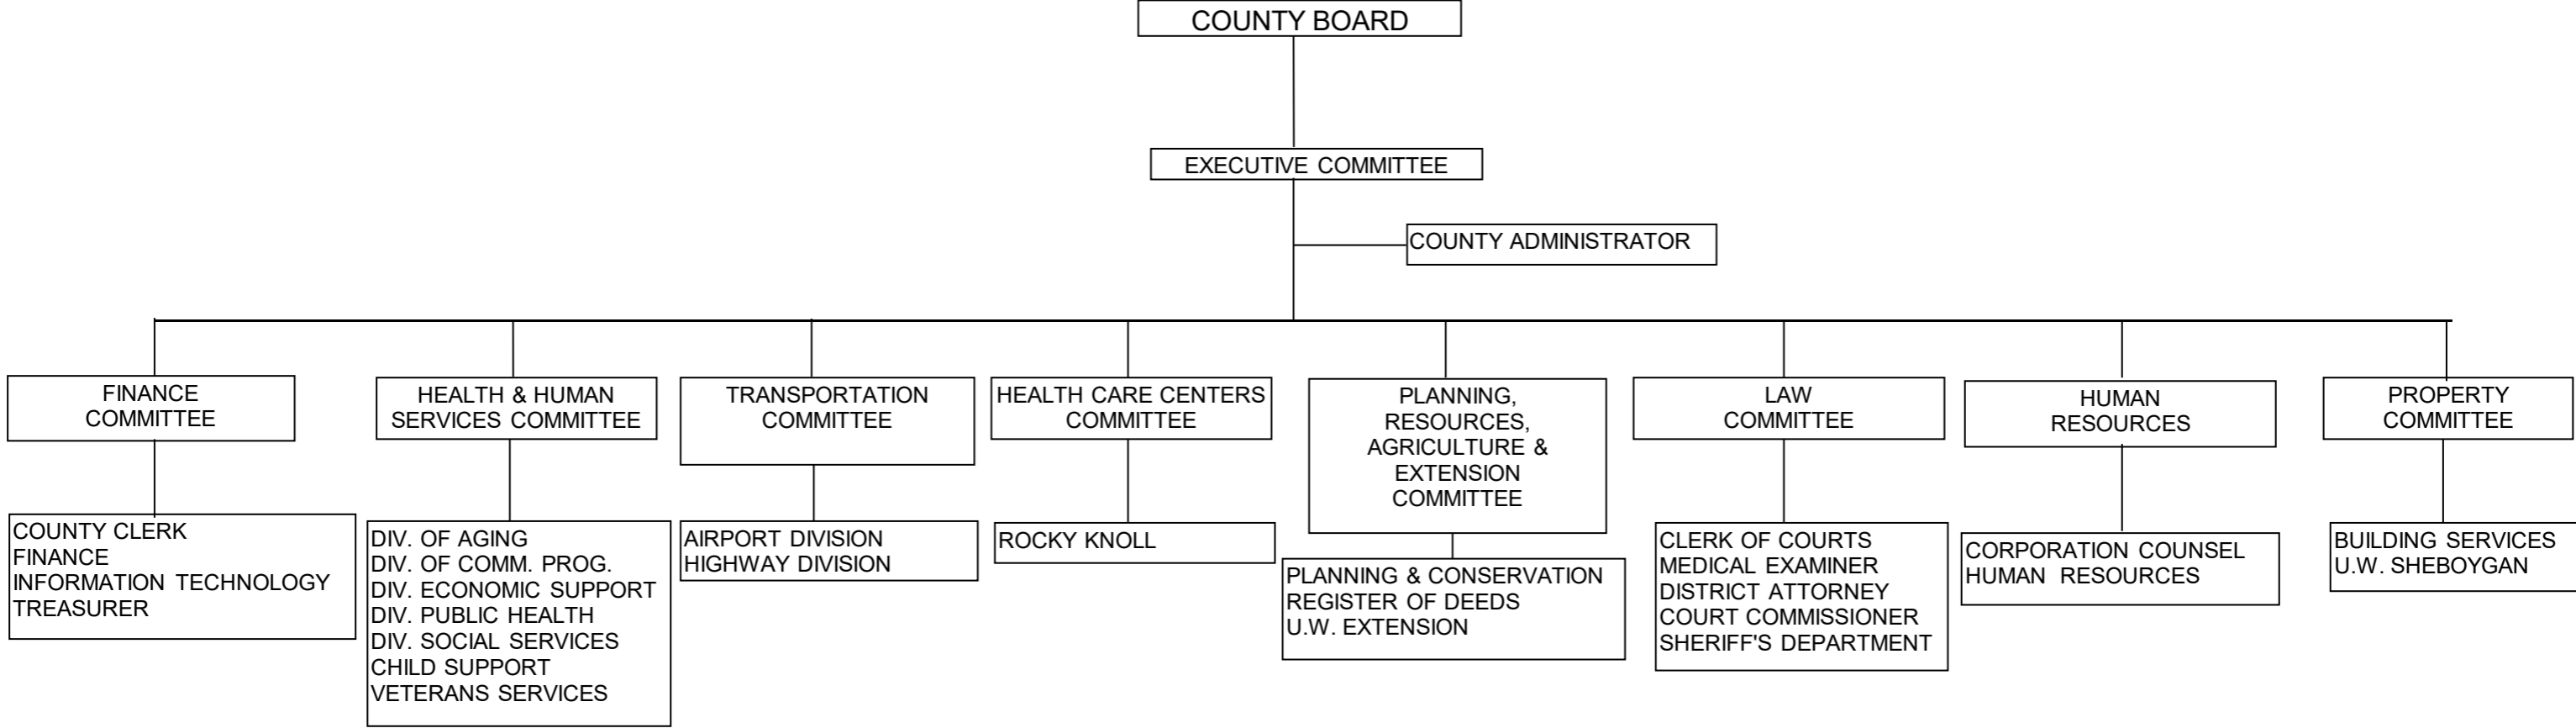 COUNTY BOARD
EXECUTIVE COMMITTEE
COUNTY ADMINISTRATOR
FINANCE
COMMITTEE
HEALTH & HUMAN
SERVICES COMMITTEE
TRANSPORTATION
COMMITTEE
HEALTH CARE CENTERS
COMMITTEE
PLANNING,
RESOURCES,
AGRICULTURE &
EXTENSION
COMMITTEE
LAW
COMMITTEE
HUMAN
RESOURCES
PROPERTY
COMMITTEE
COUNTY CLERK
FINANCE
INFORMATION TECHNOLOGY
TREASURER
DIV. OF AGING
DIV. OF COMM. PROG.
DIV. ECONOMIC SUPPORT
DIV. PUBLIC HEALTH
DIV. SOCIAL SERVICES
CHILD SUPPORT
VETERANS SERVICES
AIRPORT DIVISION
HIGHWAY DIVISION
ROCKY KNOLL
PLANNING & CONSERVATION
REGISTER OF DEEDS
U.W. EXTENSION
CLERK OF COURTS
MEDICAL EXAMINER
DISTRICT ATTORNEY
COURT COMMISSIONER
SHERIFF'S DEPARTMENT
CORPORATION COUNSEL
HUMAN RESOURCES
BUILDING SERVICES
U.W. SHEBOYGAN